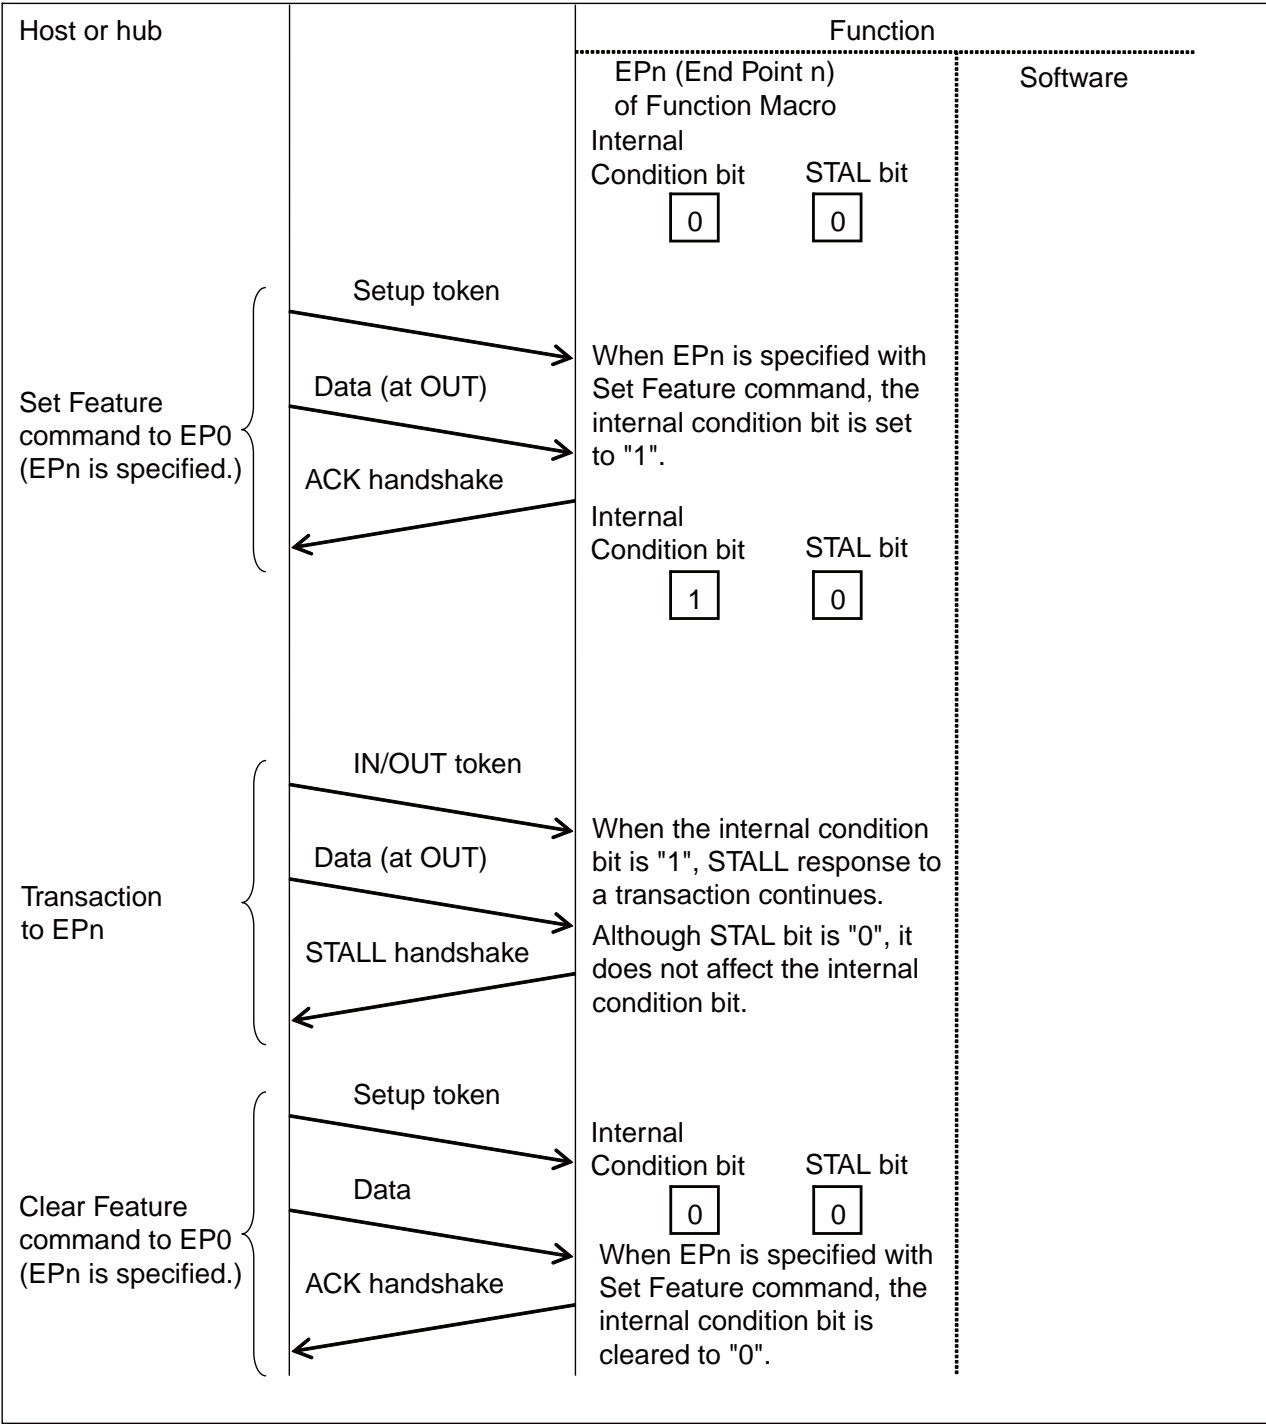 Host or hub
Function
EPn (End Point n)
of Function Macro
Software
Internal
Condition bit
STAL bit
0
0
Setup token
Set Feature
command to EP0
(EPn is specified.)
Data (at OUT)
ACK handshake
When EPn is specified with
Set Feature command, the
internal condition bit is set
to "1".
Internal
Condition bit
STAL bit
1
0
IN/OUT token
Transaction
to EPn
Data (at OUT)
STALL handshake
When the internal condition
bit is "1", STALL response to
a transaction continues.
Although STAL bit is "0", it
does not affect the internal
condition bit.
Setup token
Clear Feature
command to EP0
(EPn is specified.)
Data
ACK handshake
Internal
Condition bit
STAL bit
0
0
When EPn is specified with
Set Feature command, the
internal condition bit is
cleared to "0".